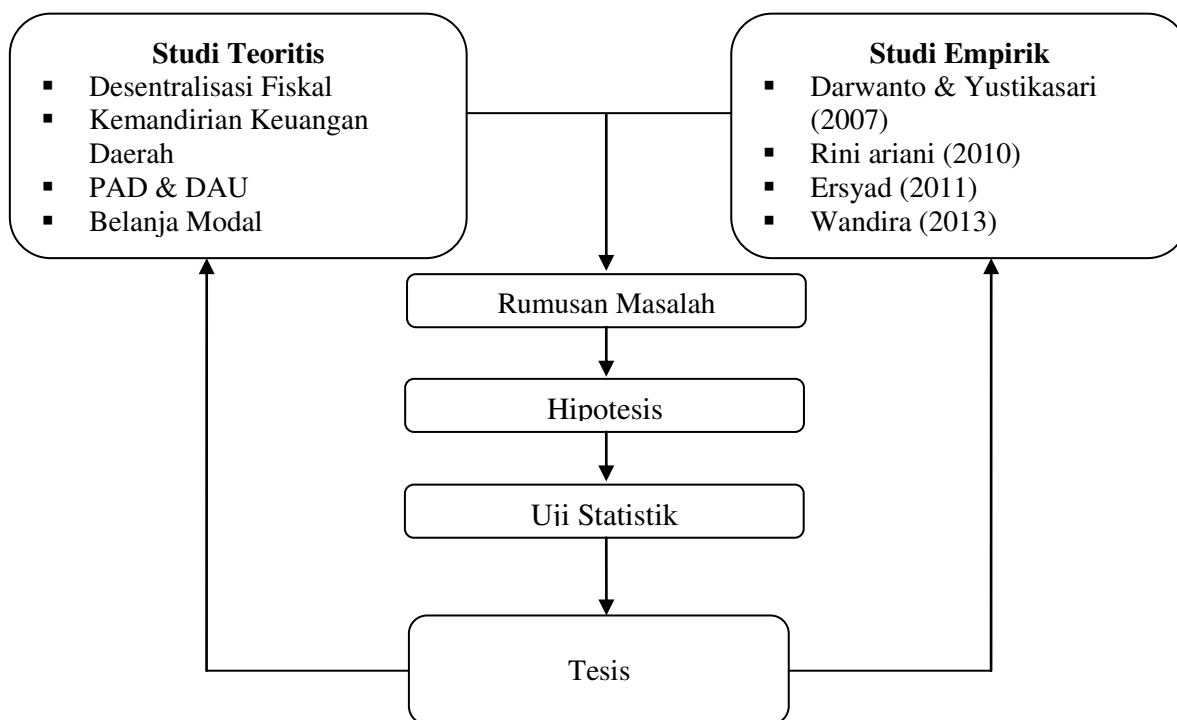 Studi Teoritis
▪ Desentralisasi Fiskal
▪ Kemandirian Keuangan
Daerah
▪ PAD & DAU
▪ Belanja Modal
Studi Empirik
▪ Darwanto & Yustikasari
(2007)
▪ Rini ariani (2010)
▪ Ersyad (2011)
▪ Wandira (2013)
Rumusan Masalah
Hipotesis
Uji Statistik
Tesis